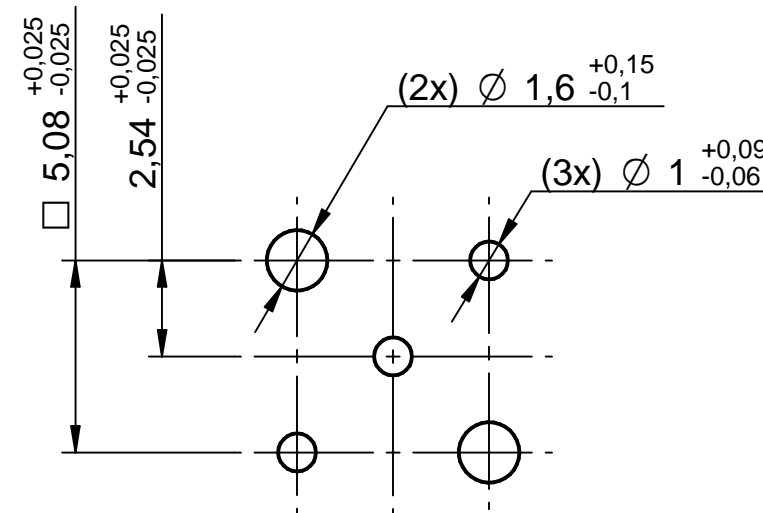 □ 5,08 +0,025 -0,025
2,54 +0,025 -0,025
(2x) ∅ 1,6 +0,15 -0,1
(3x) ∅ 1 +0,09 -0,06